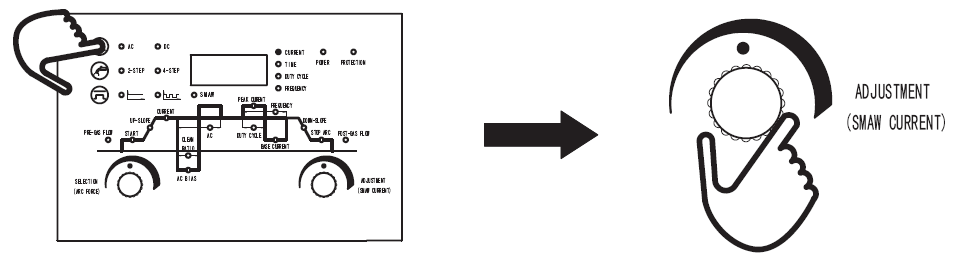 AC
DC
2-STEP
4-STEP
SMAW
CURRENT
TIME
DUTY CYCLE
FREQUENCY
POWER
PROTECTION
PRE-GAS FLOW
START
UP-SLOPE
CURRENT
CLEAN
RATIO
AC BIAS
AC
PEAK CURRENT
FREQUENCY
DUTY CYCLE
BASE CURRENT
DOWN-SLOPE
STOP ARC
POST-GAS FLOW
SELECTION
(ARC FORCE)
ADJUSTMENT
(SMAW CURRENT)
ADJUSTMENT
(SMAW CURRENT)